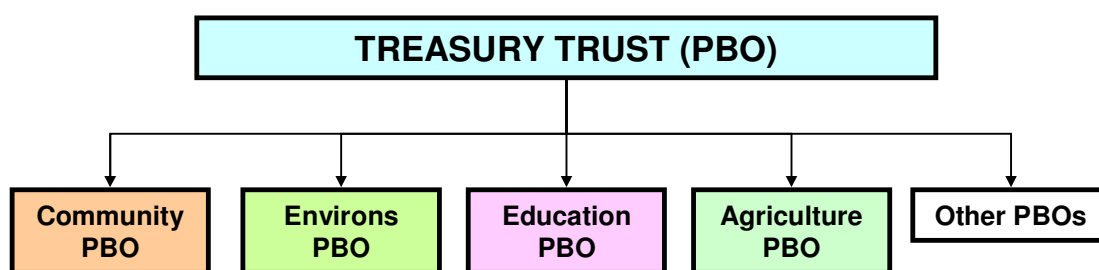 TREASURY TRUST (PBO)
Community
PBO
Environs
PBO
Education
PBO
Agriculture
PBO
Other PBOs